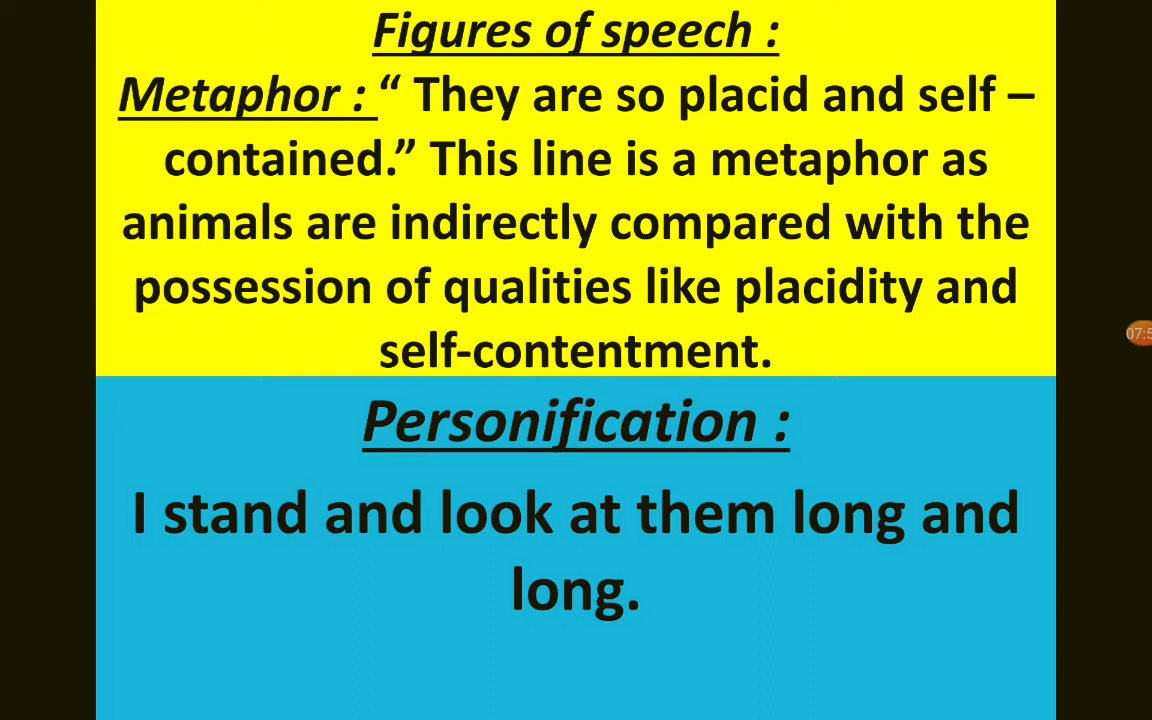 Figures of speech :
Metaphor : “ They are so placid and self –
contained.” This line is a metaphor as
animals are indirectly compared with the
possession of qualities like placidity and
self-contentment.
Personification :
I stand and look at them long and
long.